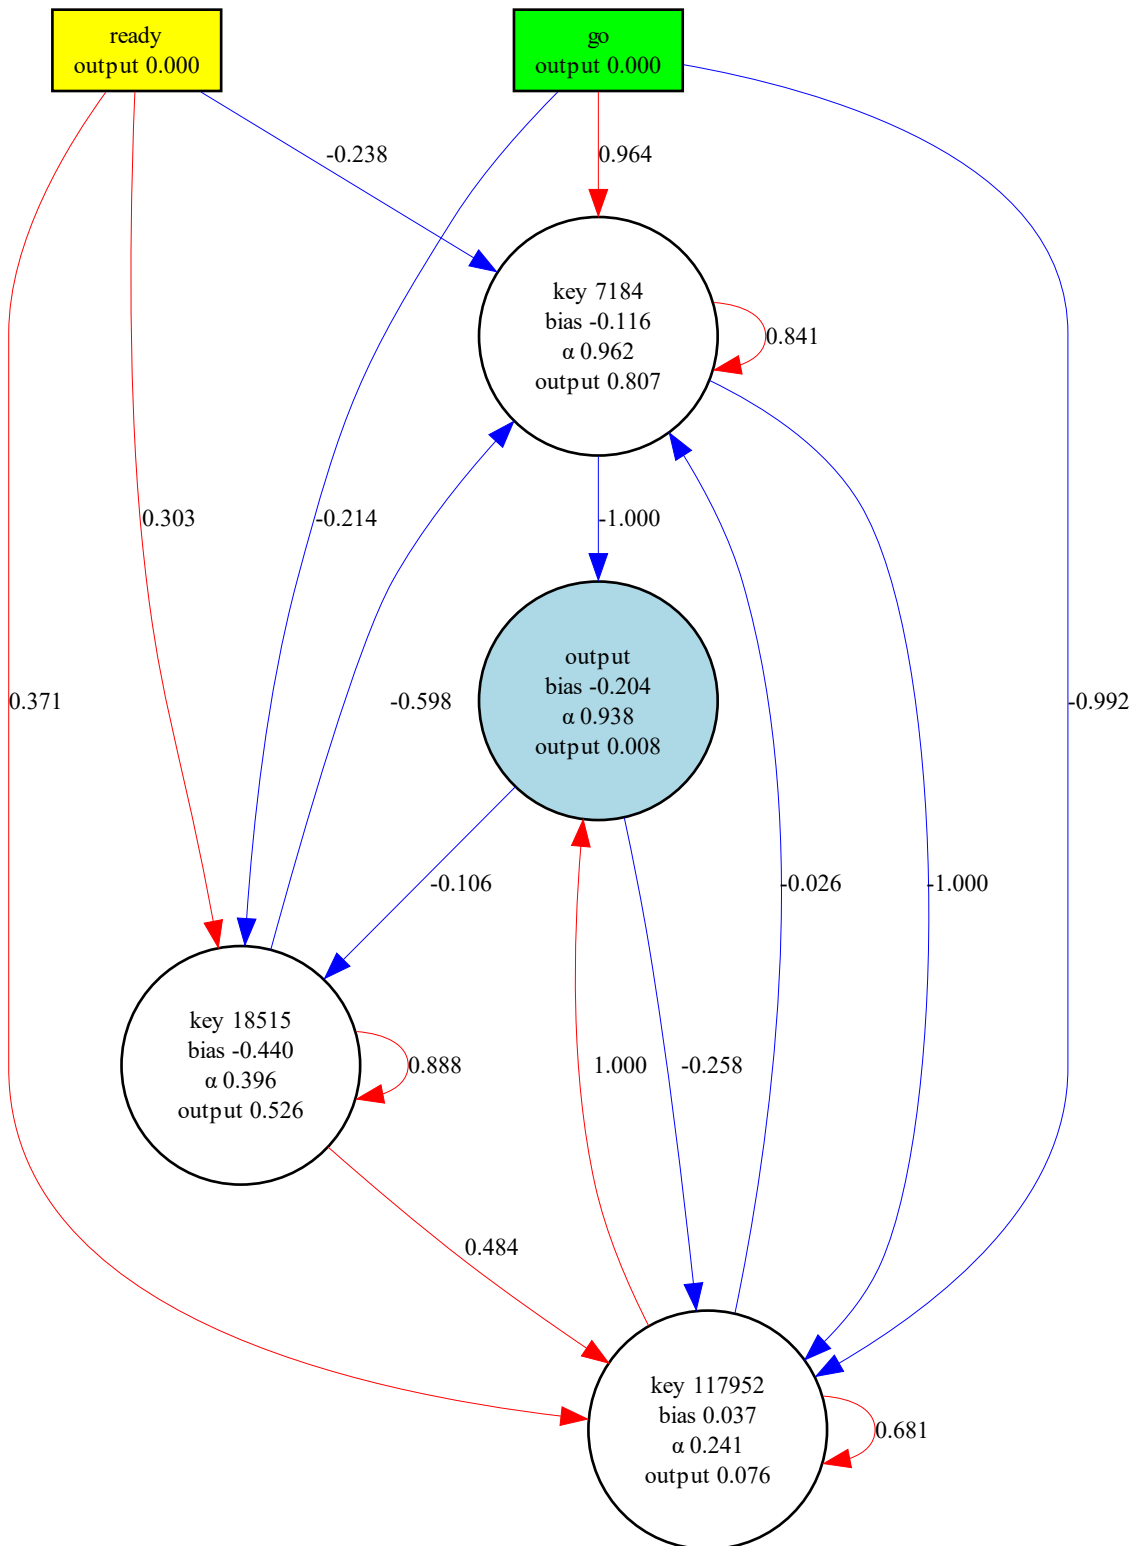 ready
output 0.000
go
output 0.000
-0.238
0.964
key 7184
bias -0.116
α 0.962
output 0.807
0.841
0.303
-0.214
-1.000
output
bias -0.204
α 0.938
output 0.008
0.371
-0.598
-0.992
-0.106
-0.026
-1.000
key 18515
bias -0.440
α 0.396
output 0.526
0.888
1.000
-0.258
0.484
key 117952
bias 0.037
α 0.241
output 0.076
0.681